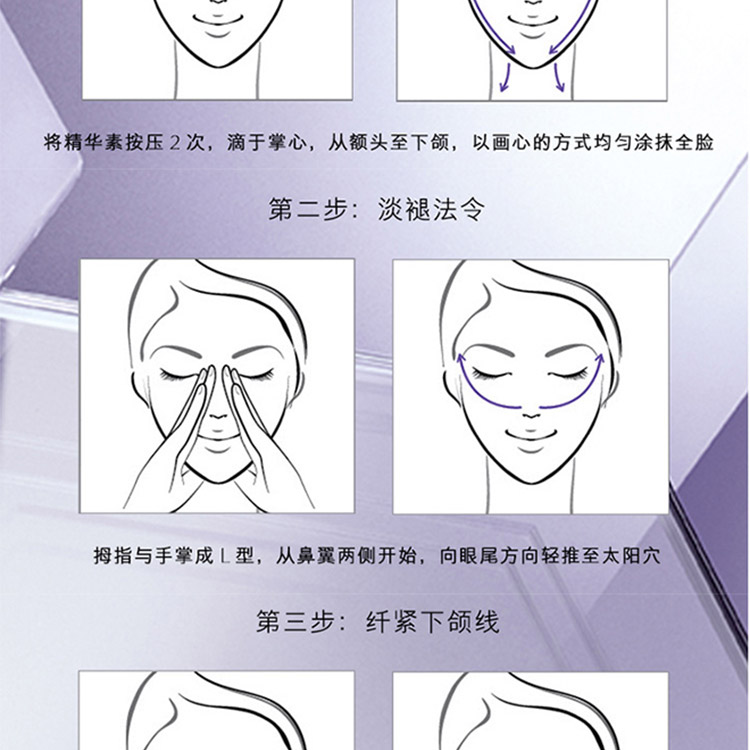 将精华素按压2次，滴于掌心，从额头至下颌，以画心的方式均匀涂抹全脸
第二步：淡褪法令
拇指与手掌成L型，从鼻翼两侧开始，向眼尾方向轻推至太阳穴
第三步：纤紧下颌线